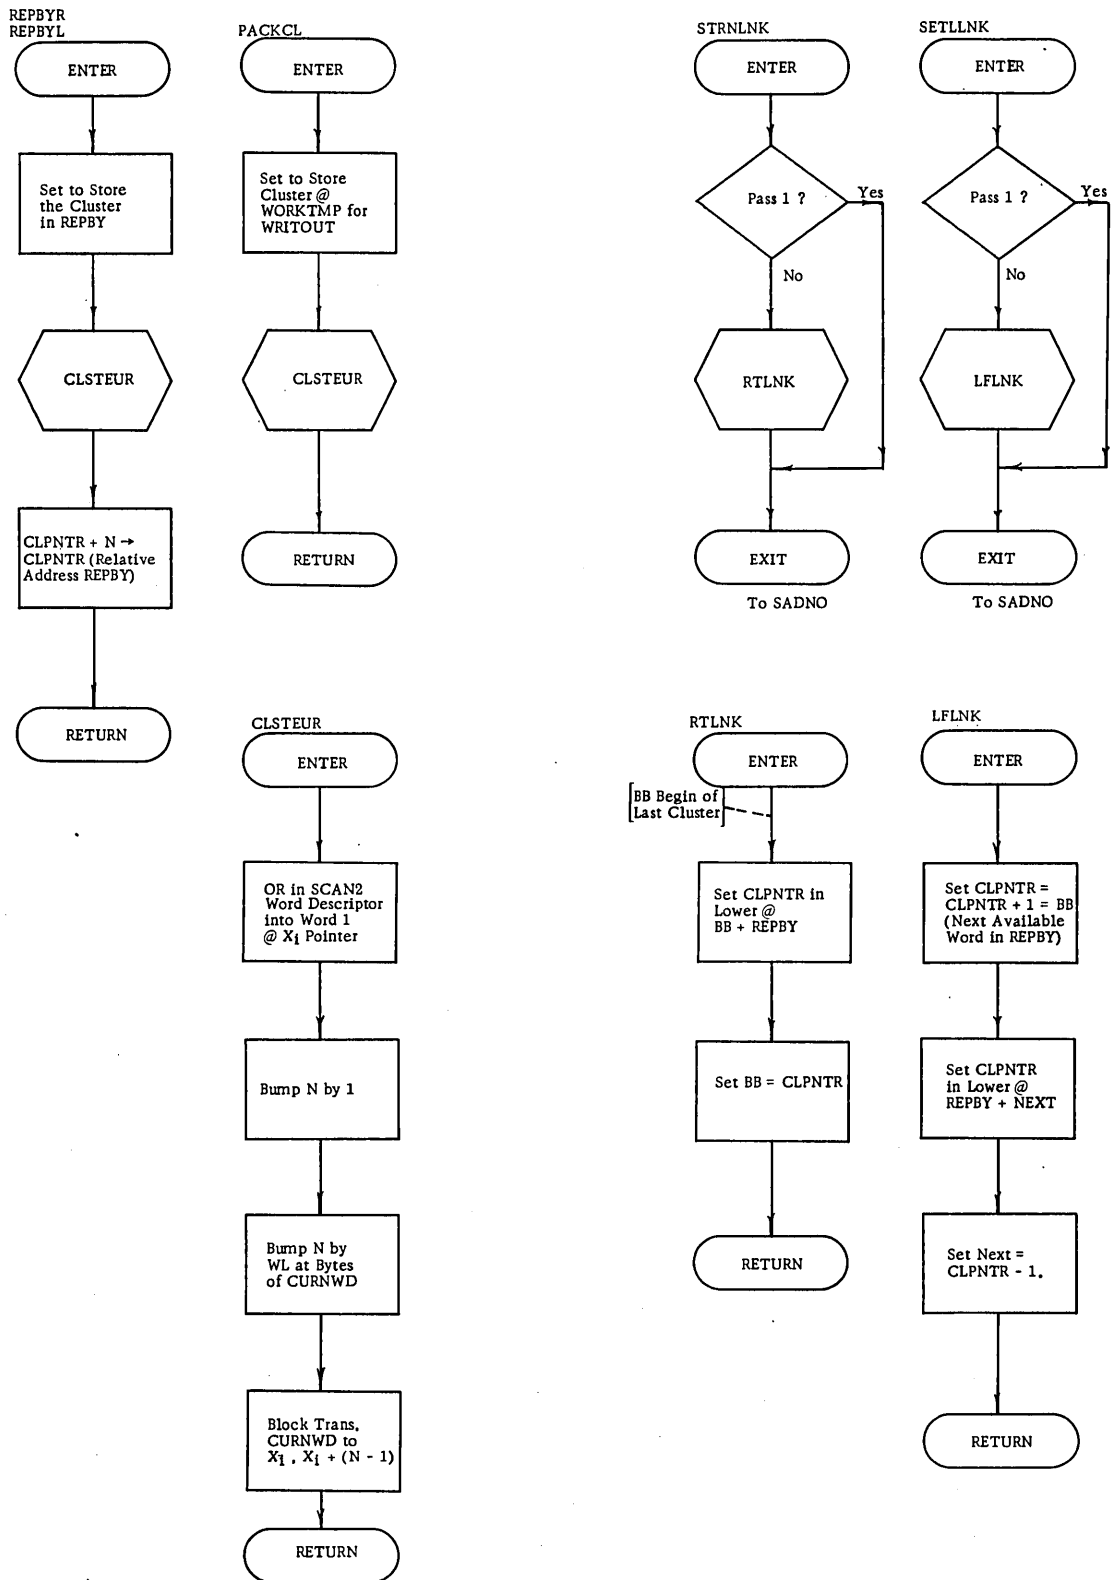 REPBYR
REPBYL
ENTER
Set to Store
the Cluster
in REPBY
CLSTEUR
CLPNTR + N →
CLPNTR (Relative
Address REPBY)
RETURN
PACKCL
ENTER
Set to Store
Cluster @
WORKTMP for
WRITOUT
CLSTEUR
RETURN
STRNLNK
ENTER
Pass 1 ?
Yes
No
RTLNK
EXIT
To SADNO
SETLLNK
ENTER
Pass 1 ?
Yes
No
LFLNK
EXIT
To SADNO
CLSTEUR
ENTER
OR in SCAN2
Word Descriptor
into Word 1
@ Xi Pointer
Bump N by 1
Bump N by
WL at Bytes
of CURNWD
Block Trans.
CURNWD to
Xi . Xi + (N - 1)
RETURN
RTLNK
ENTER
[BB Begin of
Last Cluster]
Set CLPNTR in
Lower @
BB + REPBY
Set BB = CLPNTR
RETURN
LFLNK
ENTER
Set CLPNTR =
CLPNTR + 1 = BB
(Next Available
Word in REPBY)
Set CLPNTR
in Lower @
REPBY + NEXT
Set Next =
CLPNTR - 1.
RETURN